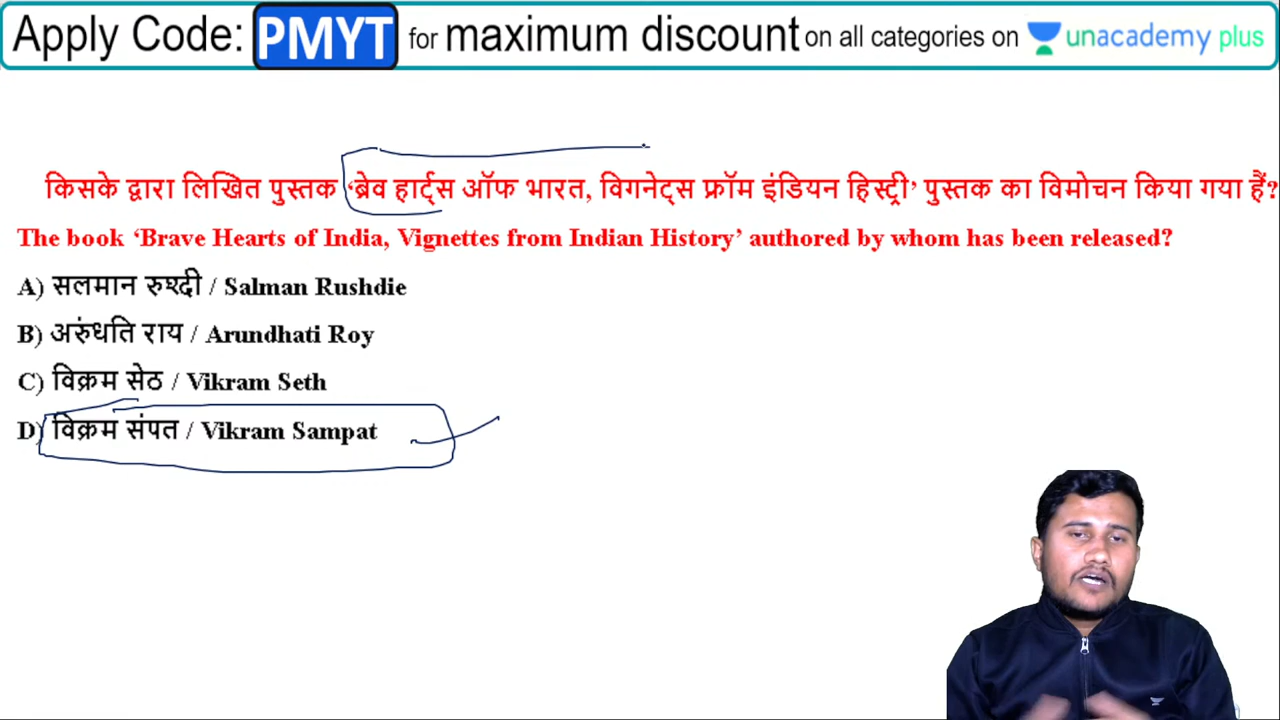 Apply Code: PMYT for maximum discount on all categories on unacademy plus
किसके द्वारा लिखित पुस्तक ‘ब्रेव हार्ट्स ऑफ भारत, विगनेट्स फ्रॉम इंडियन हिस्ट्री’ पुस्तक का विमोचन किया गया हैं?
The book ‘Brave Hearts of India, Vignettes from Indian History’ authored by whom has been released?
A) सलमान रुश्दी / Salman Rushdie
B) अरुंधति राय / Arundhati Roy
C) विक्रम सेठ / Vikram Seth
D) विक्रम संपत / Vikram Sampat